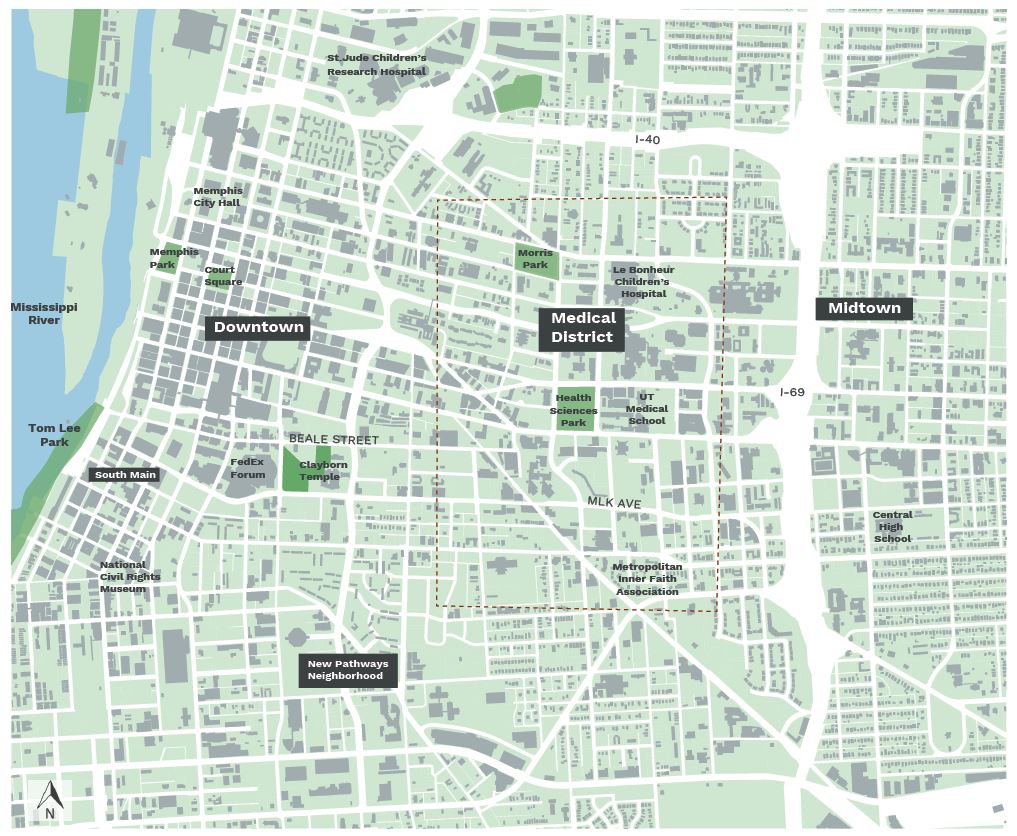 St.Jude Children's
Research Hospital
I-40
Memphis
City Hall
Memphis
Park
Court
Square
Morris
Park
Le Bonheur
Children's
Hospital
Mississippi
River
Downtown
Medical
District
Midtown
I-69
Health
Sciences
Park
UT
Medical
School
Tom Lee
Park
BEALE STREET
South Main
FedEx
Forum
Clayborn
Temple
MLK AVE
Central
High
School
National
Civil Rights
Museum
Metropolitan
Inner Faith
Association
New Pathways
Neighborhood
N